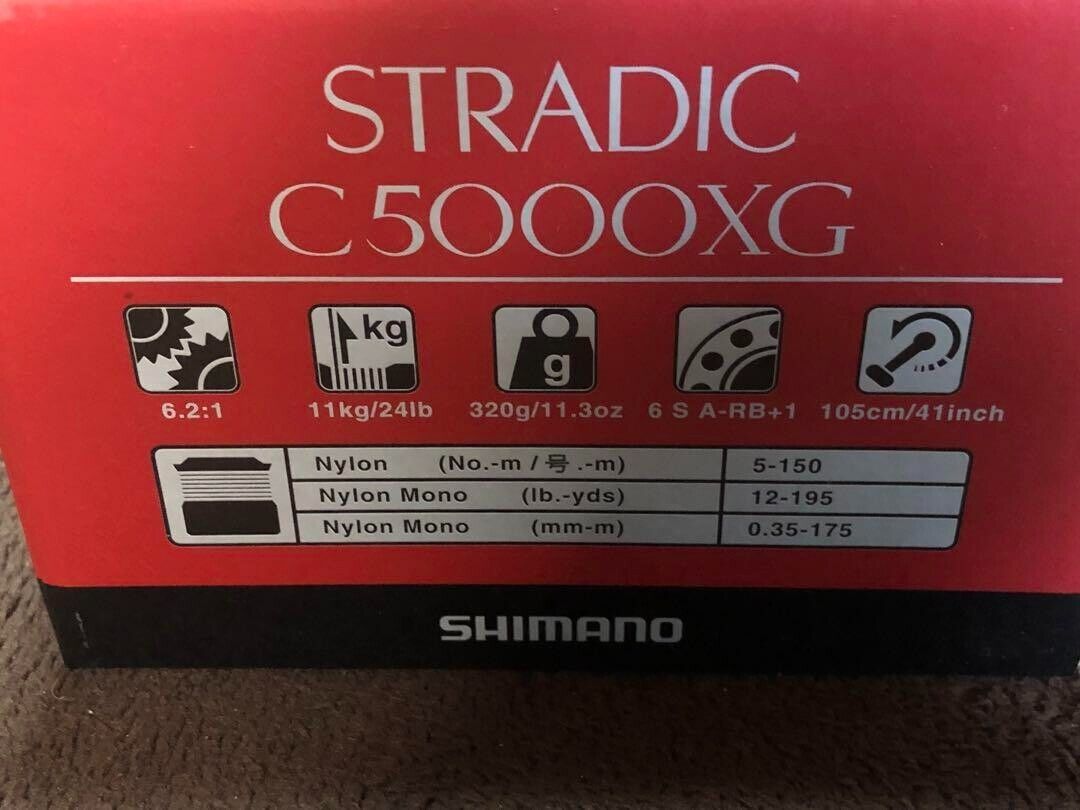 STRADIC
C5000XG
kg
g
6.2:1 11kg/24lb 320g/11.3oz 6 S A-RB+1 105cm/41inch
Nylon (No.-m / 号.-m) 5-150
Nylon Mono (lb.-yds) 12-195
Nylon Mono (mm-m) 0.35-175
SHIMANO